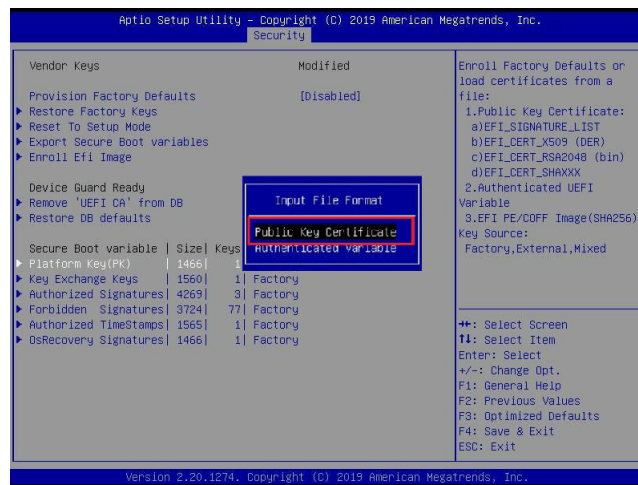 Aptio Setup Utility – Copyright (C) 2019 American Megatrends, Inc.
Security
Vendor Keys Modified
Provision Factory Defaults [Disabled]
Restore Factory Keys
Reset To Setup Mode
Export Secure Boot variables
Enroll Efi Image
Device Guard Ready
Remove 'UEFI CA' from DB
Restore DB defaults
Secure Boot variable | Size| Keys
Platform Key(PK) | 1466| 1
Key Exchange Keys | 1560| 1| Factory
Authorized Signatures| 4269| 3| Factory
Forbidden Signatures| 3724| 77| Factory
Authorized TimeStamps| 1565| 1| Factory
OsRecovery Signatures| 1466| 1| Factory
Input File Format
Public Key Certificate
Authenticated Variable
Enroll Factory Defaults or
load certificates from a
file:
1.Public Key Certificate:
a)EFI_SIGNATURE_LIST
b)EFI_CERT_X509 (DER)
c)EFI_CERT_RSA2048 (bin)
d)EFI_CERT_SHAXXX
2.Authenticated UEFI
Variable
3.EFI PE/COFF Image(SHA256)
Key Source:
Factory,External,Mixed
→←: Select Screen
↑↓: Select Item
Enter: Select
+/-: Change Opt.
F1: General Help
F2: Previous Values
F3: Optimized Defaults
F4: Save & Exit
ESC: Exit
Version 2.20.1274. Copyright (C) 2019 American Megatrends, Inc.